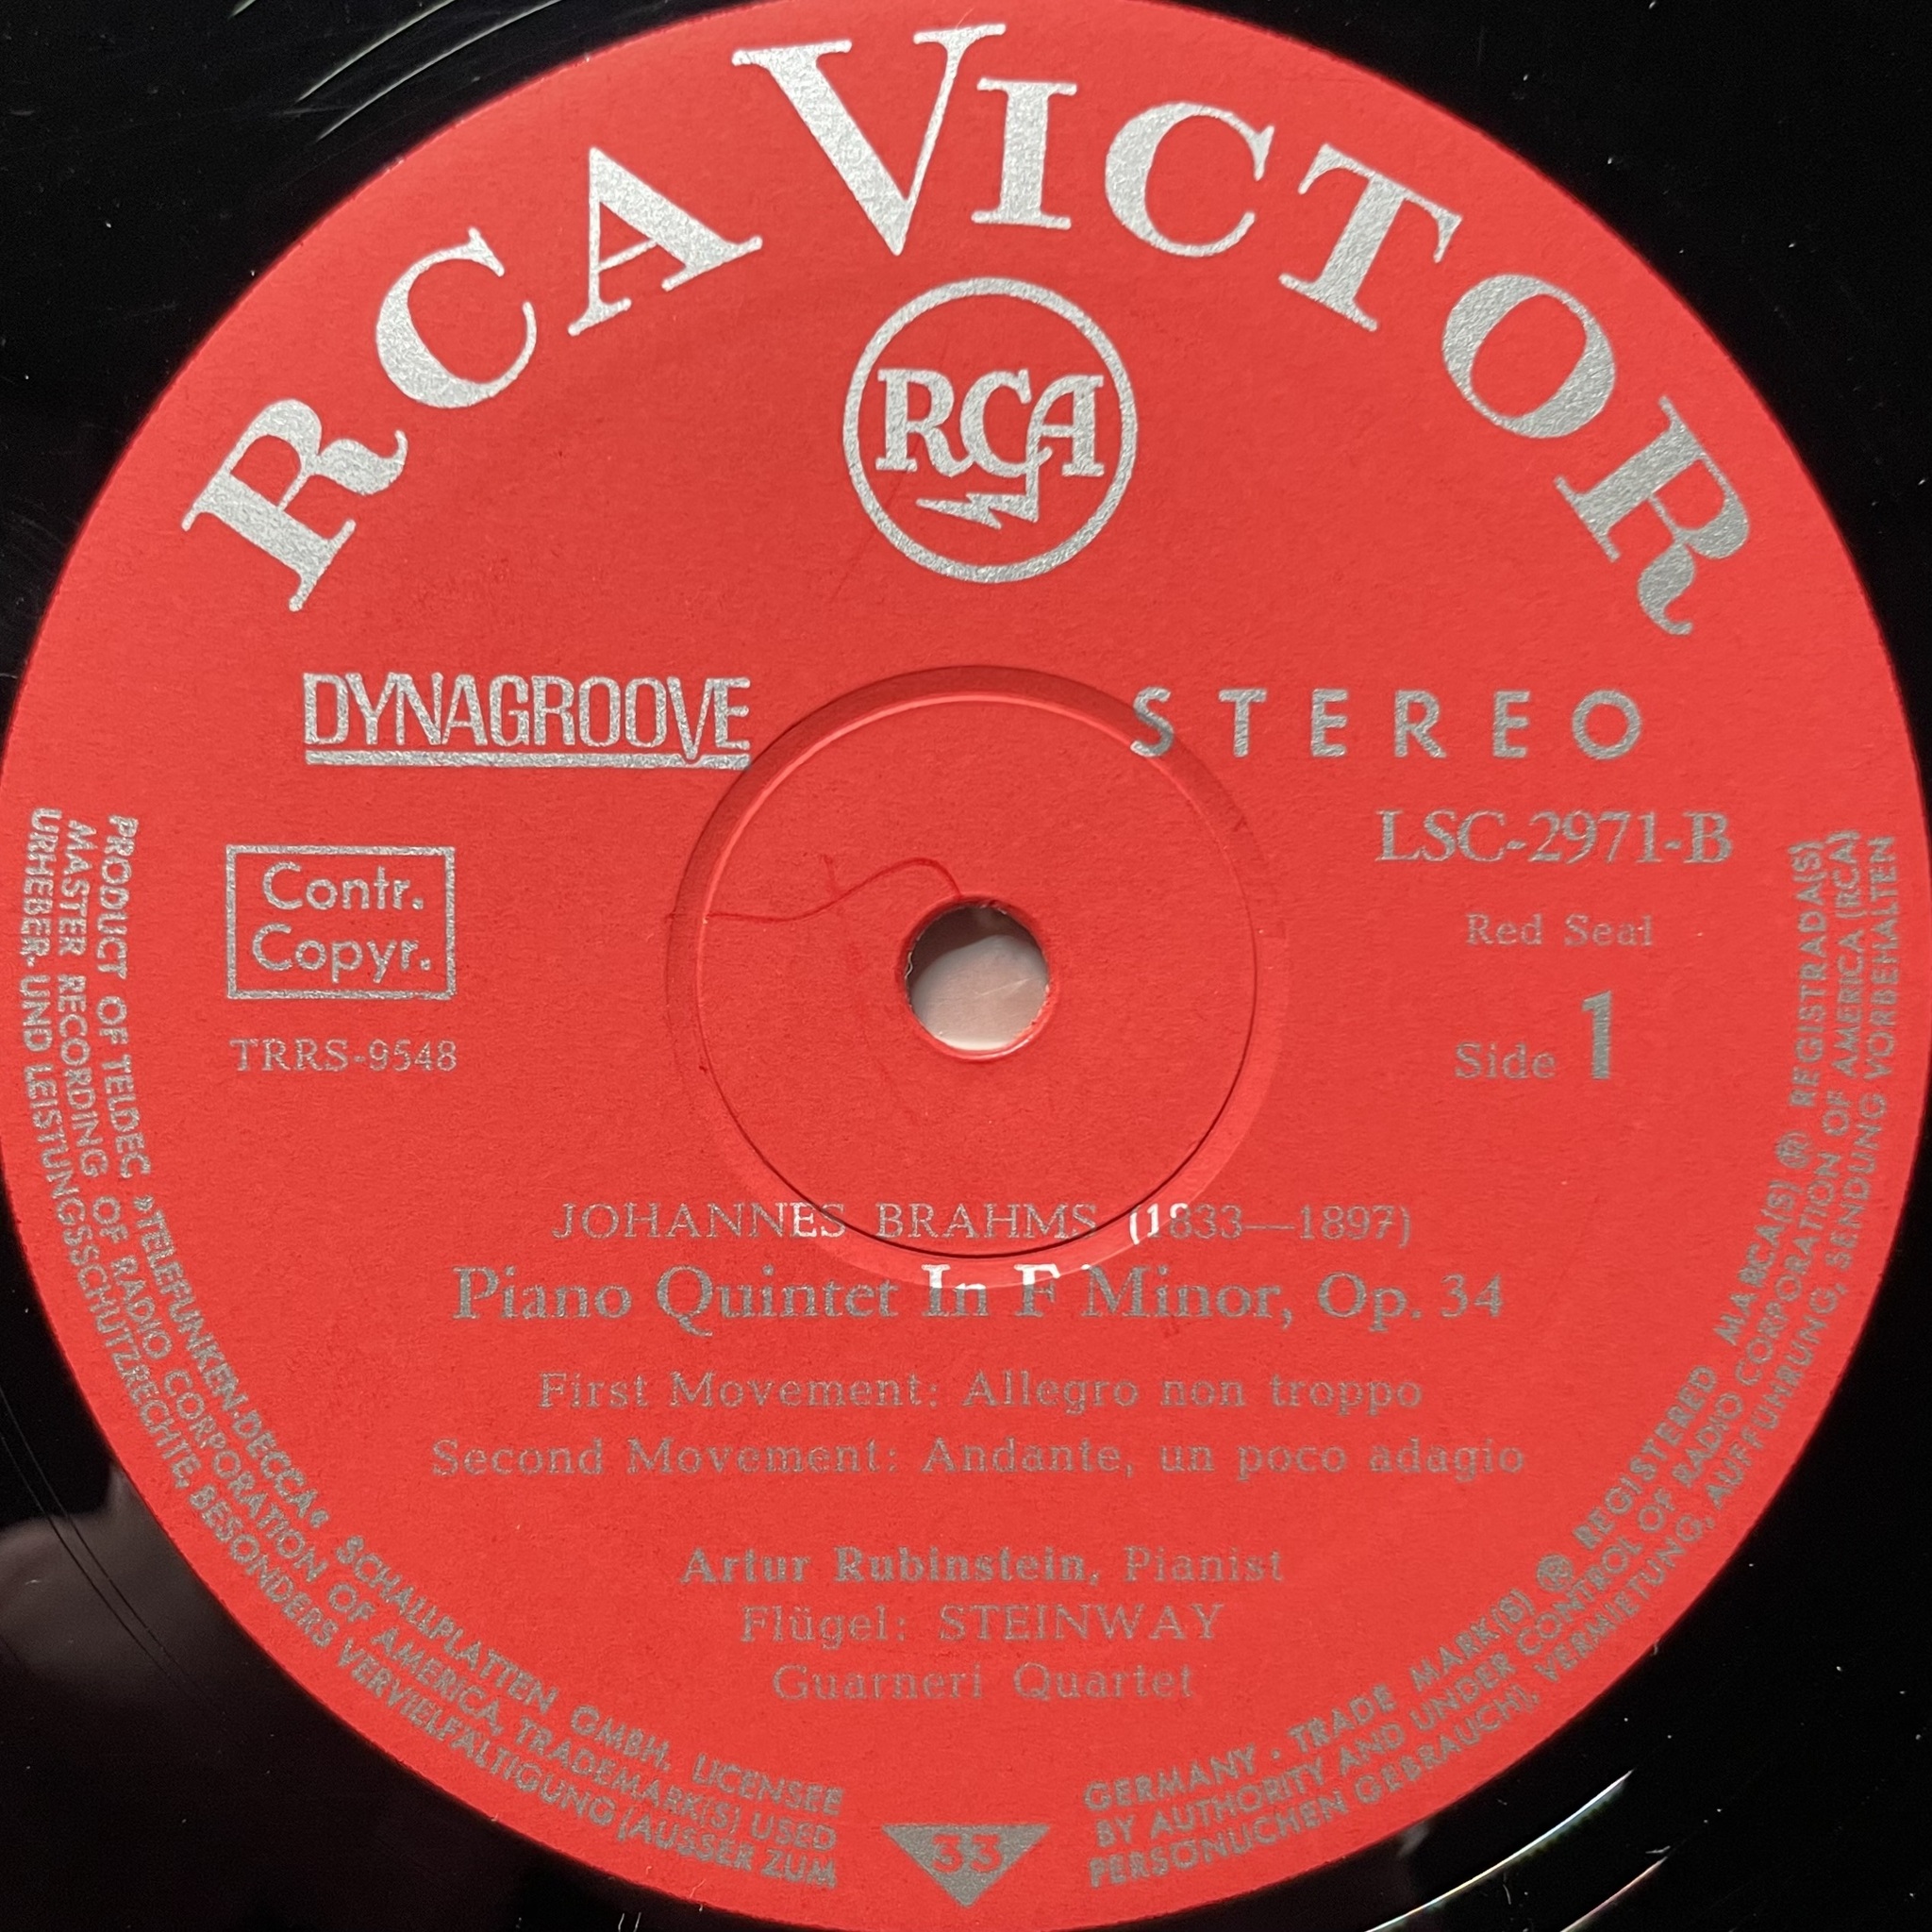 RCA VICTOR
RCA
DYNAGROOVE
STEREO
Contr.
Copyr.
TRRS-9548
LSC-2971-B
Red Seal
Side 1
JOHANNES BRAHMS (1833—1897)
Piano Quintet In F Minor, Op. 34
First Movement: Allegro non troppo
Second Movement: Andante, un poco adagio
Artur Rubinstein, Pianist
Flügel: STEINWAY
Guarneri Quartet
PRODUCT OF TELDEC »TELEFUNKEN-DECCA« SCHALLPLATTEN GMBH. LICENSEE
MASTER RECORDING OF RADIO CORPORATION OF AMERICA, TRADEMARK(S) USED
URHEBER- UND LEISTUNGSSCHUTZRECHTE, BESONDERS VERVIELFÄLTIGUNG (AUSSER ZUM
33
GERMANY · TRADE MARK(S) ® REGISTERED MARCA(S) ® REGISTRADA(S)
BY AUTHORITY AND UNDER CONTROL OF RADIO CORPORATION OF AMERICA (RCA)
PERSÖNLICHEN GEBRAUCH), VERMIETUNG, AUFFÜHRUNG, SENDUNG VORBEHALTEN